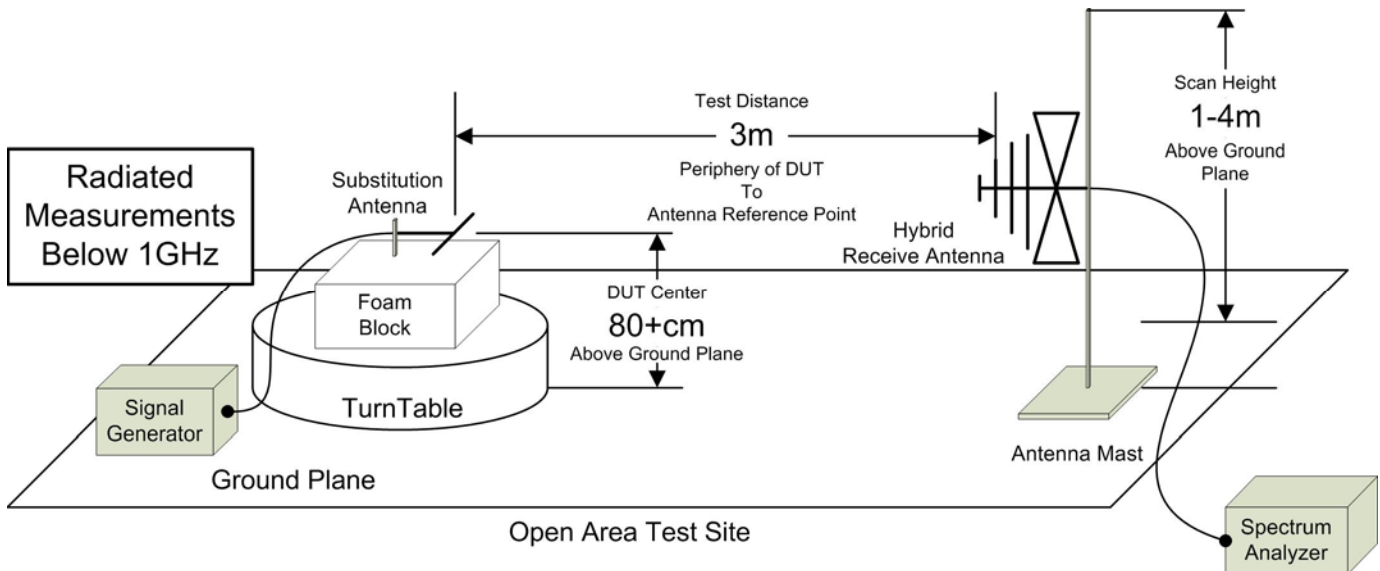 Radiated
Measurements
Below 1GHz
Substitution
Antenna
Test Distance
3m
Periphery of DUT
To
Antenna Reference Point
Hybrid
Receive Antenna
Scan Height
1-4m
Above Ground
Plane
Foam
Block
DUT Center
80+cm
Above Ground Plane
TurnTable
Signal
Generator
Ground Plane
Antenna Mast
Open Area Test Site
Spectrum
Analyzer